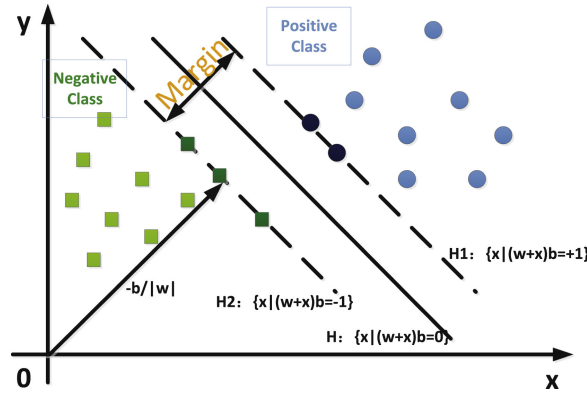 y
Positive
Class
Margin
Negative
Class
H1: {x|(w+x)b=+1}
-b/|w|
H2: {x|(w+x)b=-1}
H: {x|(w+x)b=0}
0
x